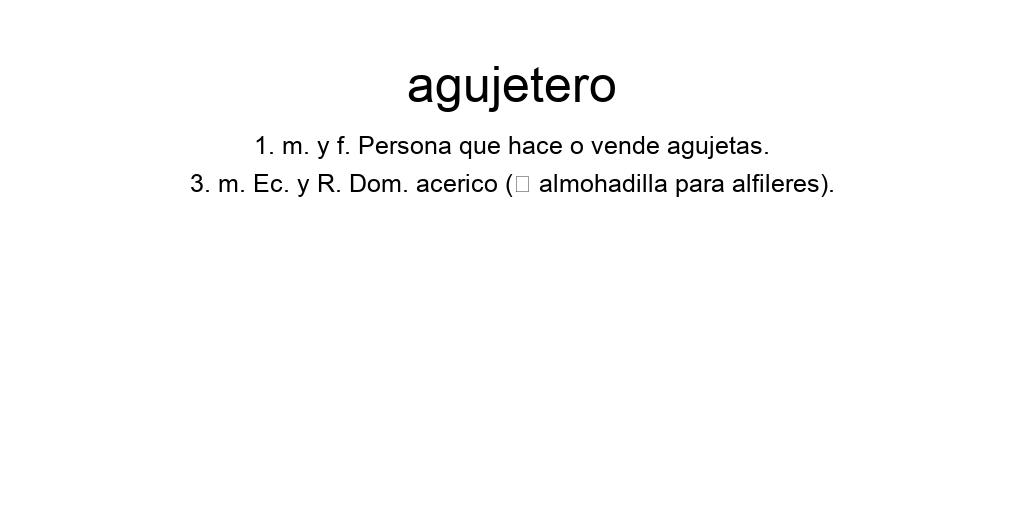 agujetero
1. m. y f. Persona que hace o vende agujetas.
3. m. Ec. y R. Dom. acerico (▯ almohadilla para alfileres).